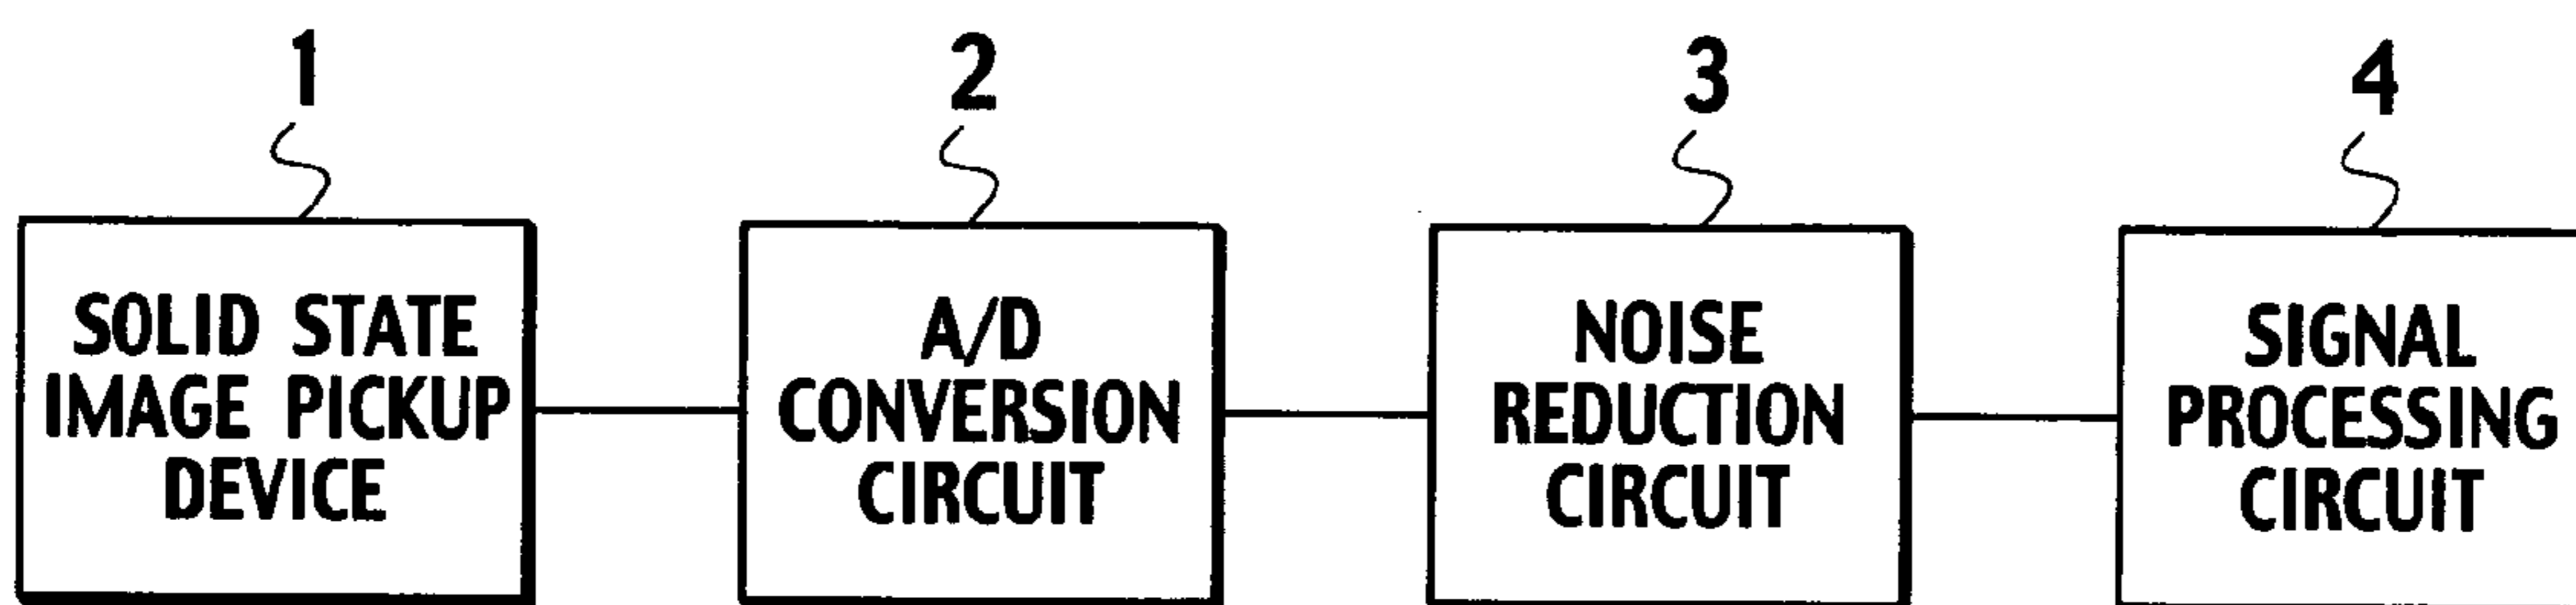 1
2
3
4
SOLID STATE
IMAGE PICKUP
DEVICE
A/D
CONVERSION
CIRCUIT
NOISE
REDUCTION
CIRCUIT
SIGNAL
PROCESSING
CIRCUIT